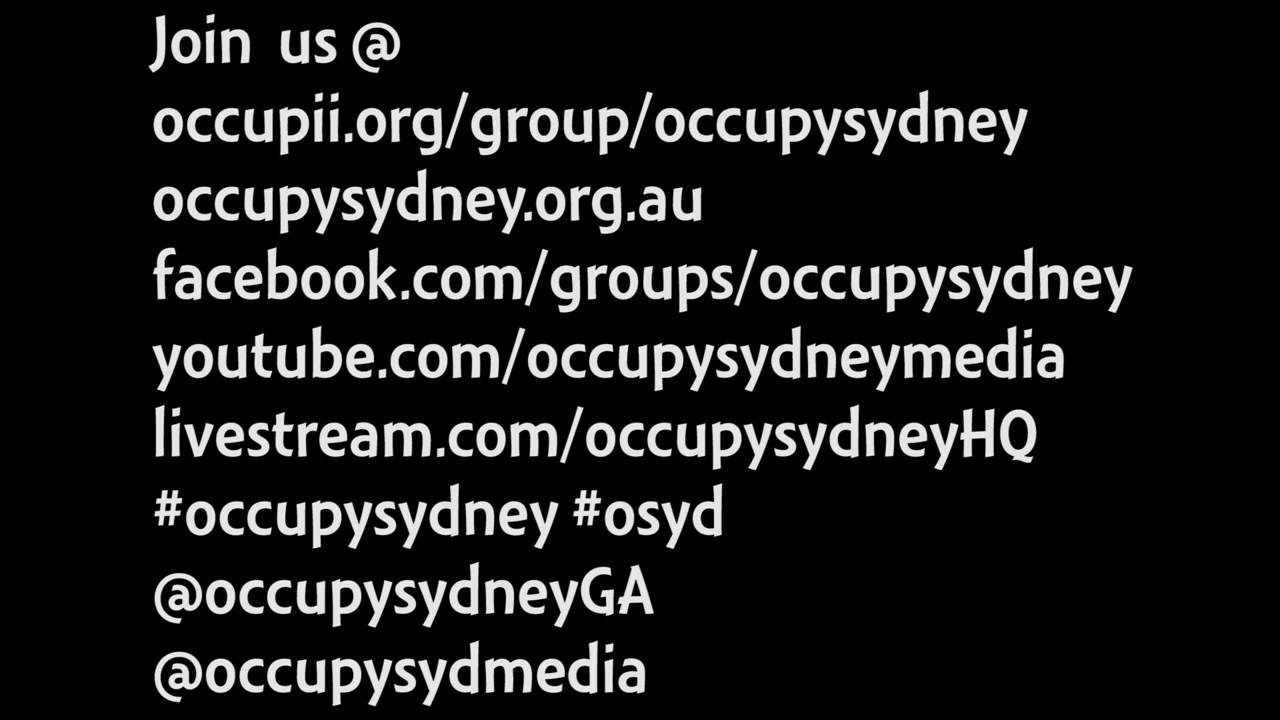 Join us @
occupii.org/group/occupysydney
occupysydney.org.au
facebook.com/groups/occupysydney
youtube.com/occupysydneymedia
livestream.com/occupysydneyHQ
#occupysydney #osyd
@occupysydneyGA
@occupysydmedia